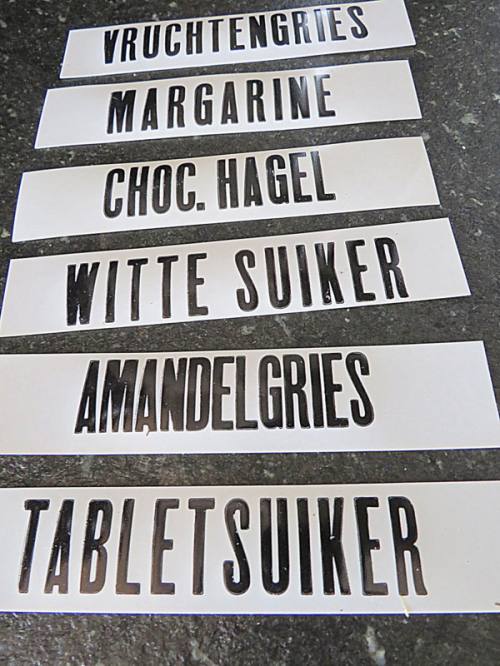 VRUCHTENGRIES
MARGARINE
CHOC. HAGEL
WITTE SUIKER
AMANDELGRIES
TABLETSUIKER